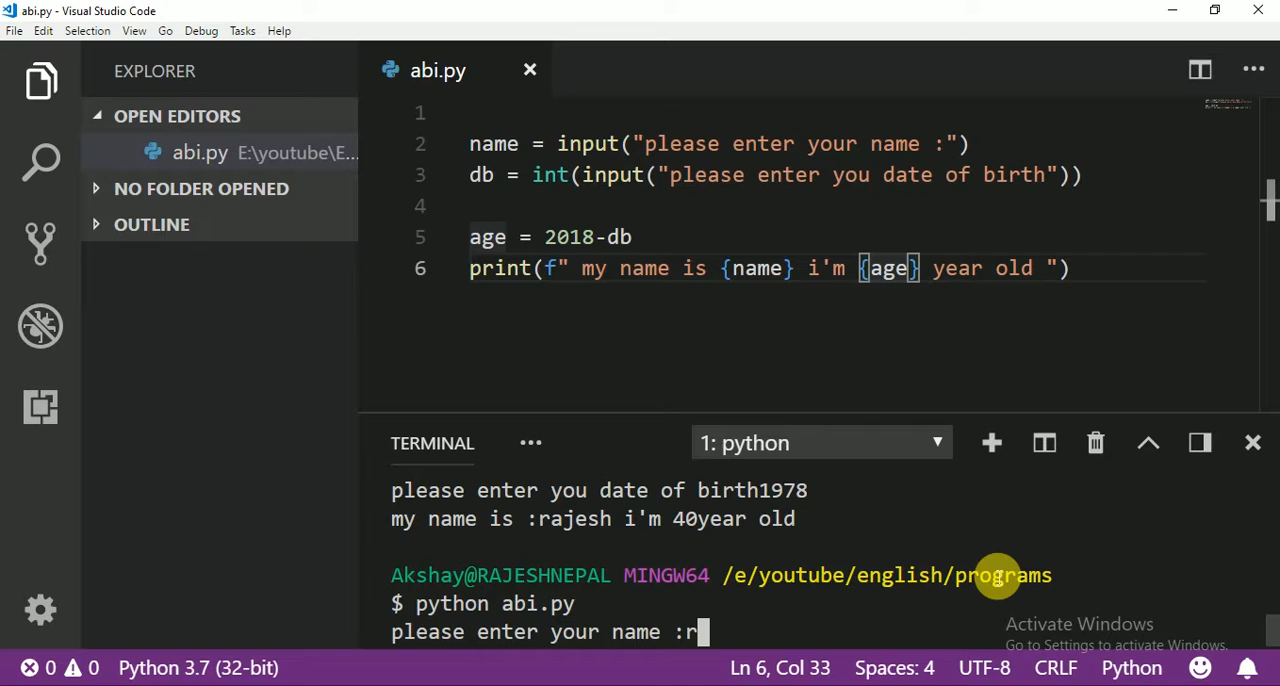 abi.py - Visual Studio Code
File Edit Selection View Go Debug Tasks Help
EXPLORER
OPEN EDITORS
abi.py E:\youtube\E...
NO FOLDER OPENED
OUTLINE
abi.py
1
2 name = input("please enter your name :")
3 db = int(input("please enter you date of birth"))
4
5 age = 2018-db
6 print(f" my name is {name} i'm {age} year old ")
TERMINAL
1: python
please enter you date of birth1978
my name is :rajesh i'm 40year old
Akshay@RAJESHNEPAL MINGW64 /e/youtube/english/programs
$ python abi.py
please enter your name :r
Activate Windows
Go to Settings to activate Windows.
0 0 Python 3.7 (32-bit) Ln 6, Col 33 Spaces: 4 UTF-8 CRLF Python